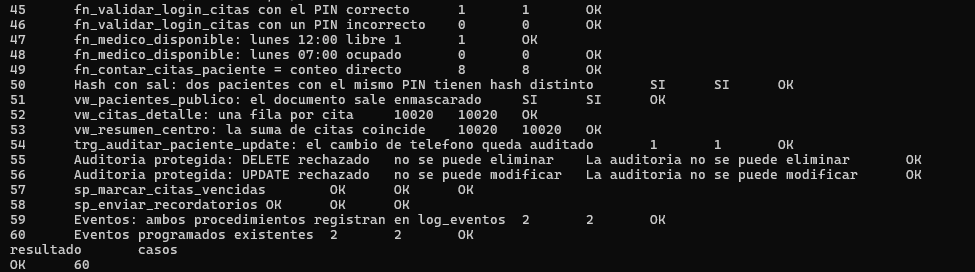 45 fn_validar_login_citas con el PIN correcto 1 1 OK
46 fn_validar_login_citas con un PIN incorrecto 0 0 OK
47 fn_medico_disponible: lunes 12:00 libre 1 1 OK
48 fn_medico_disponible: lunes 07:00 ocupado 0 0 OK
49 fn_contar_citas_paciente = conteo directo 8 8 OK
50 Hash con sal: dos pacientes con el mismo PIN tienen hash distinto SI SI OK
51 vw_pacientes_publico: el documento sale enmascarado SI SI OK
52 vw_citas_detalle: una fila por cita 10020 10020 OK
53 vw_resumen_centro: la suma de citas coincide 10020 10020 OK
54 trg_auditar_paciente_update: el cambio de telefono queda auditado 1 1 OK
55 Auditoria protegida: DELETE rechazado no se puede eliminar La auditoria no se puede eliminar OK
56 Auditoria protegida: UPDATE rechazado no se puede modificar La auditoria no se puede modificar OK
57 sp_marcar_citas_vencidas OK OK OK
58 sp_enviar_recordatorios OK OK OK
59 Eventos: ambos procedimientos registran en log_eventos 2 2 OK
60 Eventos programados existentes 2 2 OK
resultado casos
OK 60